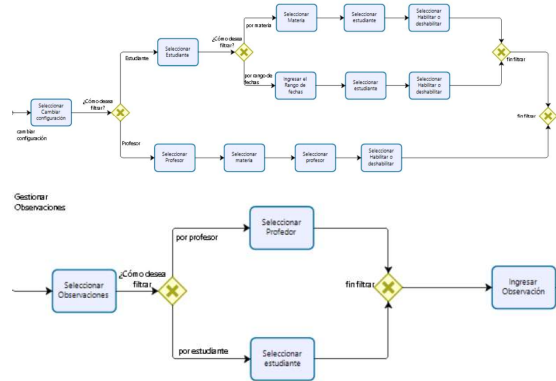 Seleccionar
Materia
Seleccionar
estudiante
Seleccionar
Habilitar o
deshabilitar
por materia
¿Cómo desea
filtrar?
Seleccionar
Estudiante
Estudiante
fin filtrar
por rango de
fechas
Ingresar el
Rango de
fechas
Seleccionar
estudiante
Seleccionar
Habilitar o
deshabilitar
Seleccionar
Cambiar
configuración
¿Cómo desea
filtrar?
fin filtrar
cambiar
configuración
Profesor
Seleccionar
Profesor
Seleccionar
materia
Seleccionar
profesor
Seleccionar
Habilitar o
deshabilitar
Gestionar
Observaciones
Seleccionar
Profedor
por profesor
¿Cómo desea
filtrar
Seleccionar
Observaciones
fin filtrar
Ingresar
Observación
por estudiante
Seleccionar
estudiante